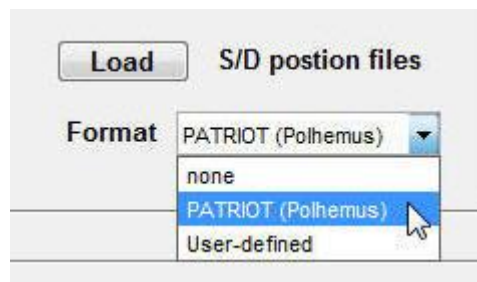 Load S/D postion files
Format PATRIOT (Polhemus)
none
PATRIOT (Polhemus)
User-defined